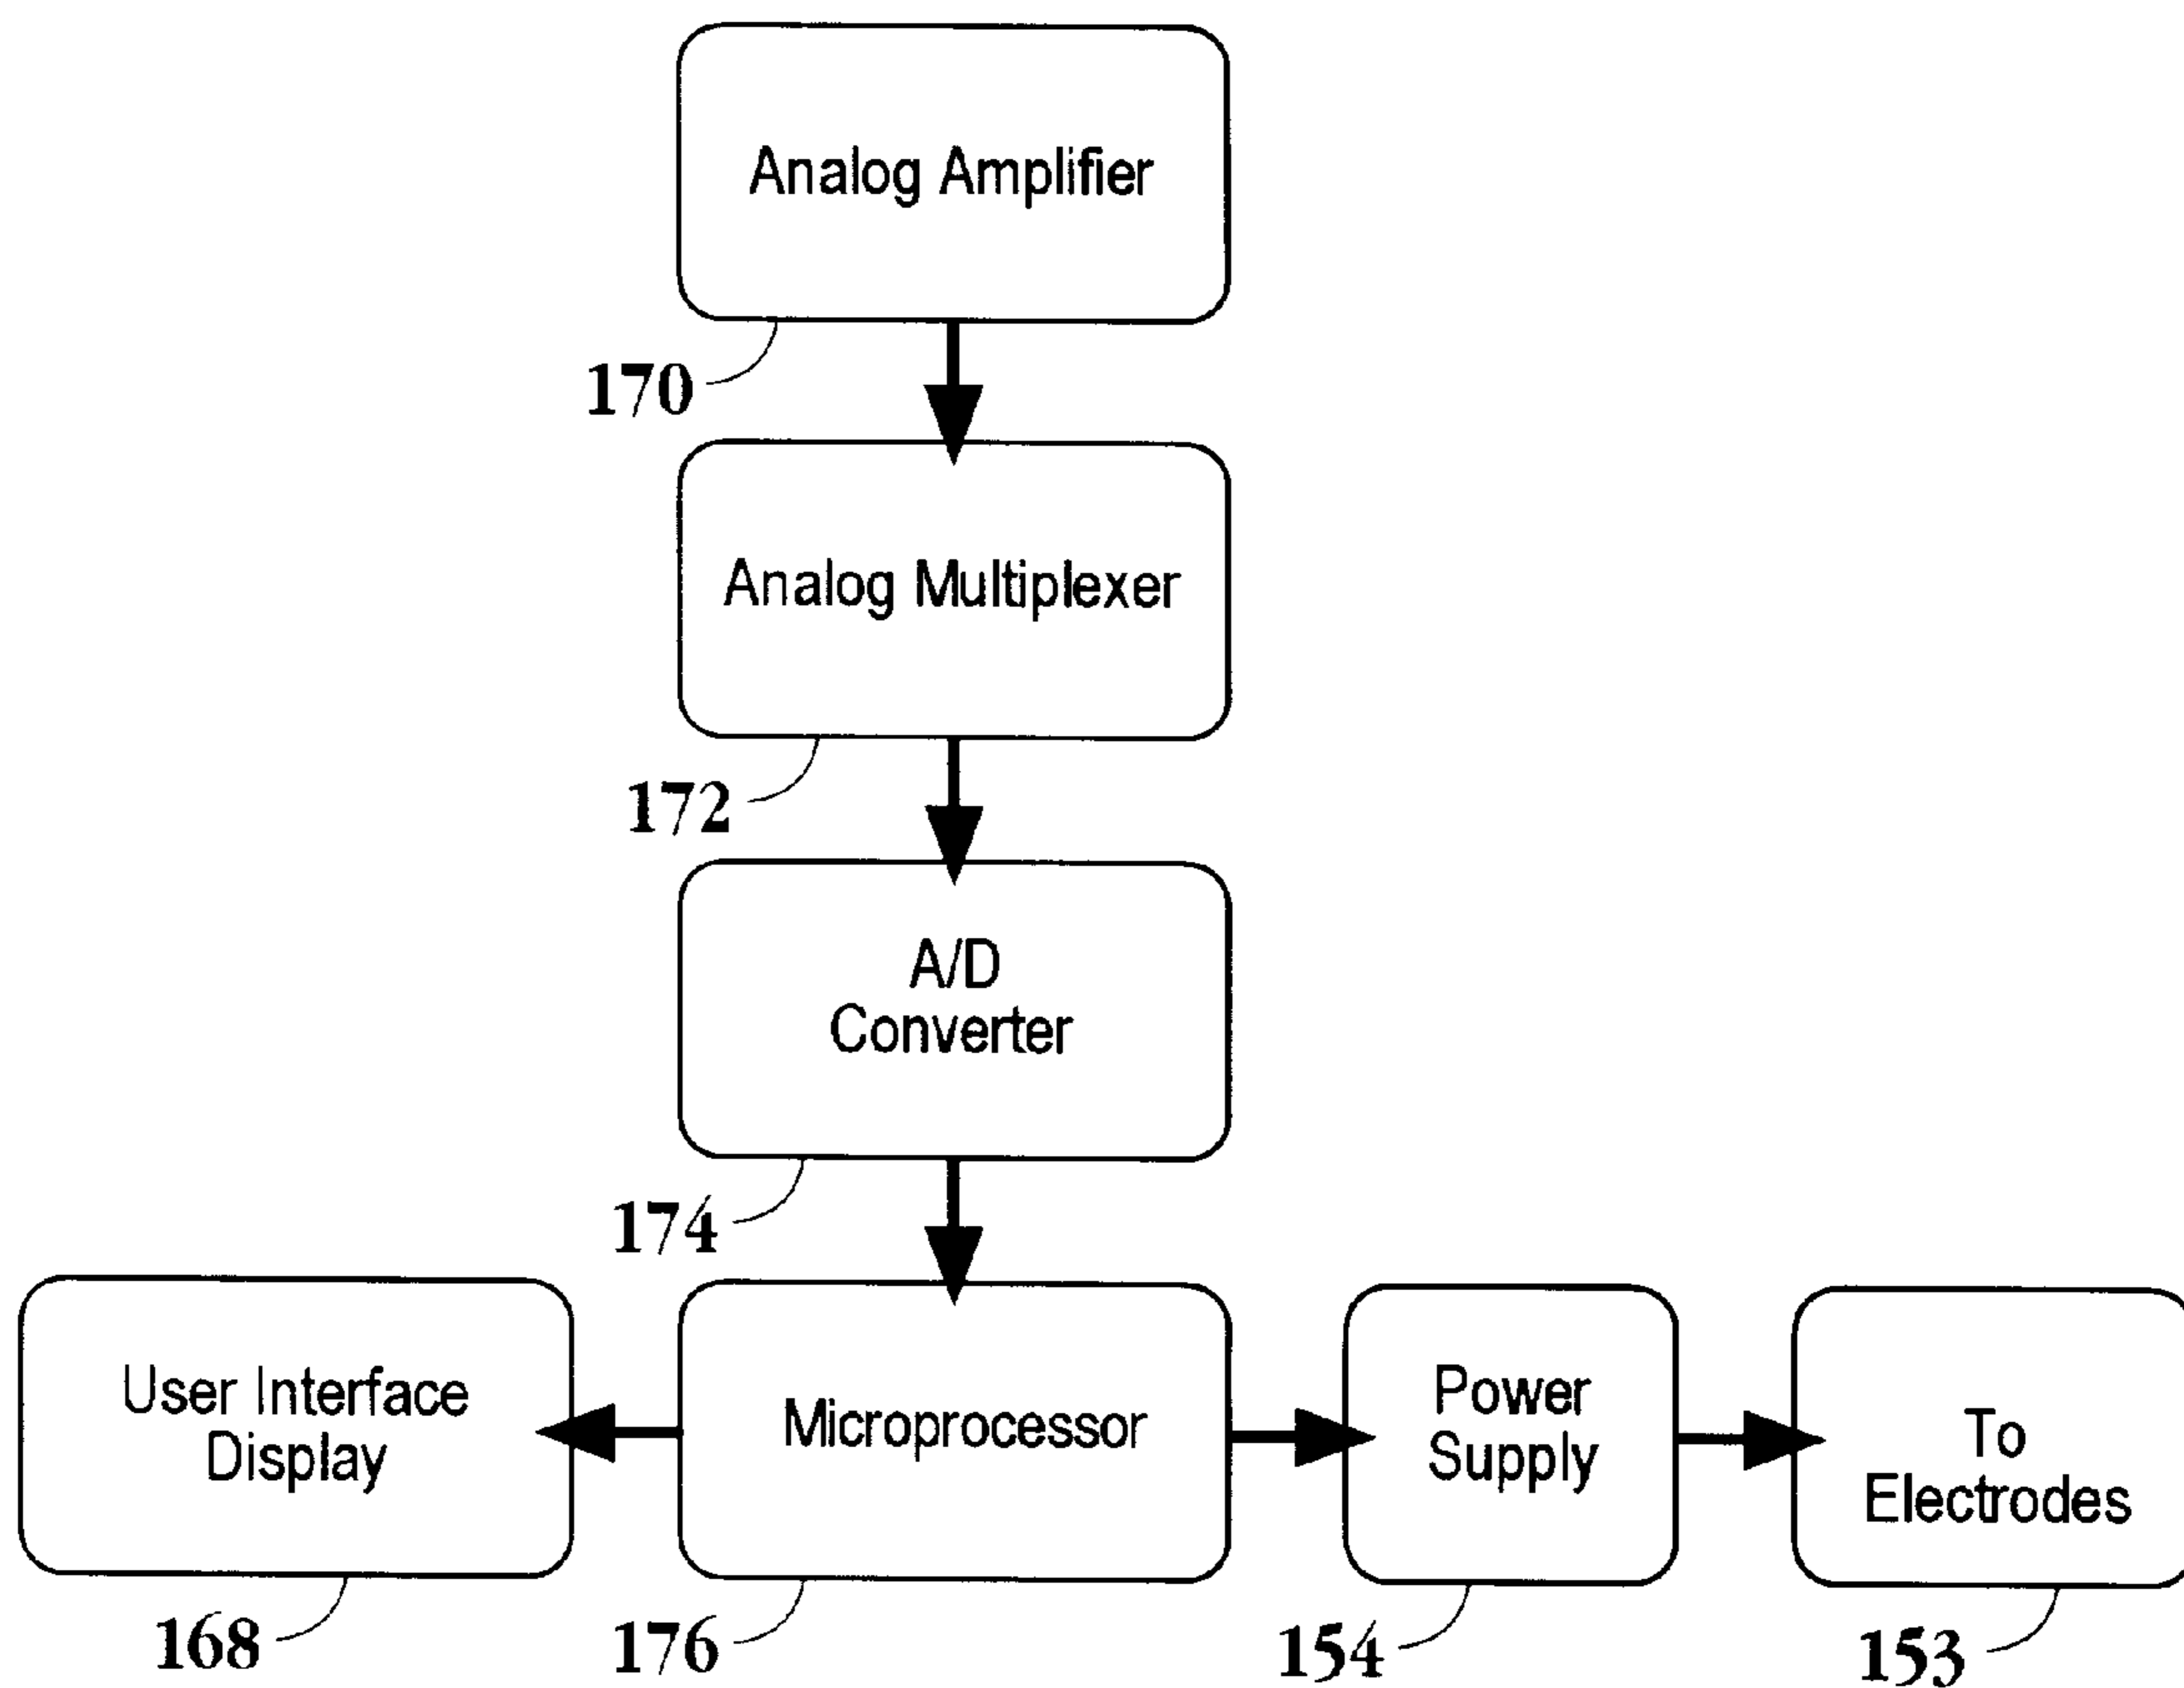 Analog Amplifier
170
Analog Multiplexer
172
A/D
Converter
174
User Interface
Display
168
Microprocessor
176
Power
Supply
154
To
Electrodes
153